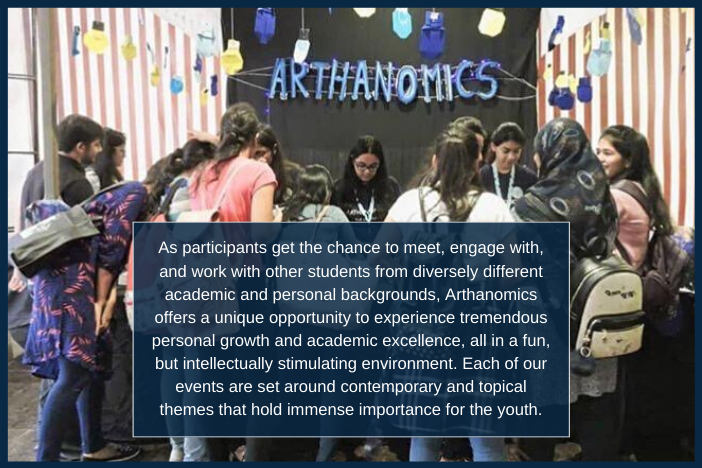 ARTHANOMICS
As participants get the chance to meet, engage with,
and work with other students from diversely different
academic and personal backgrounds, Arthanomics
offers a unique opportunity to experience tremendous
personal growth and academic excellence, all in a fun,
but intellectually stimulating environment. Each of our
events are set around contemporary and topical
themes that hold immense importance for the youth.